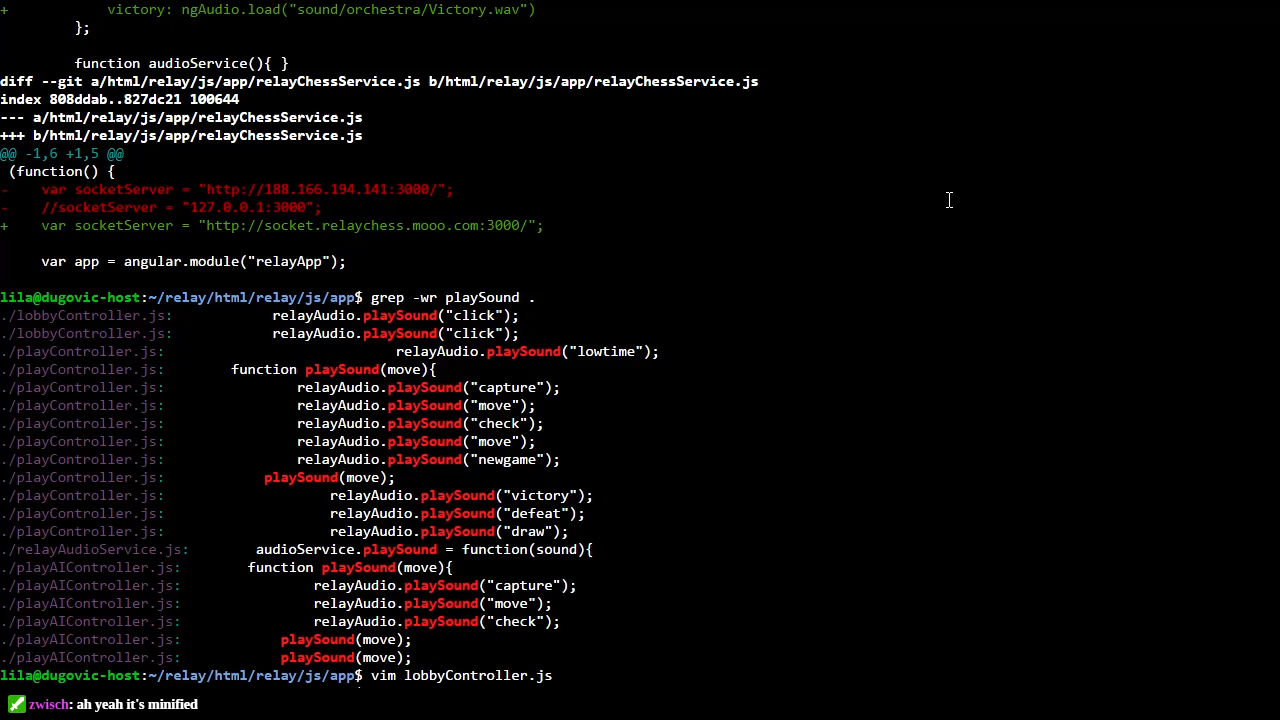 +            victory: ngAudio.load("sound/orchestra/Victory.wav")
         };

         function audioService(){ }
diff --git a/html/relay/js/app/relayChessService.js b/html/relay/js/app/relayChessService.js
index 808ddab..827dc21 100644
--- a/html/relay/js/app/relayChessService.js
+++ b/html/relay/js/app/relayChessService.js
@@ -1,6 +1,5 @@
 (function() {
-    var socketServer = "http://188.166.194.141:3000/";
-    //socketServer = "127.0.0.1:3000";
+    var socketServer = "http://socket.relaychess.mooo.com:3000/";

     var app = angular.module("relayApp");

lila@dugovic-host:~/relay/html/relay/js/app$ grep -wr playSound .
./lobbyController.js:            relayAudio.playSound("click");
./lobbyController.js:            relayAudio.playSound("click");
./playController.js:                            relayAudio.playSound("lowtime");
./playController.js:        function playSound(move){
./playController.js:                relayAudio.playSound("capture");
./playController.js:                relayAudio.playSound("move");
./playController.js:                relayAudio.playSound("check");
./playController.js:                relayAudio.playSound("move");
./playController.js:                relayAudio.playSound("newgame");
./playController.js:            playSound(move);
./playController.js:                    relayAudio.playSound("victory");
./playController.js:                    relayAudio.playSound("defeat");
./playController.js:                    relayAudio.playSound("draw");
./relayAudioService.js:        audioService.playSound = function(sound){
./playAIController.js:        function playSound(move){
./playAIController.js:                relayAudio.playSound("capture");
./playAIController.js:                relayAudio.playSound("move");
./playAIController.js:                relayAudio.playSound("check");
./playAIController.js:            playSound(move);
./playAIController.js:            playSound(move);
lila@dugovic-host:~/relay/html/relay/js/app$ vim lobbyController.js
zwisch: ah yeah it's minified